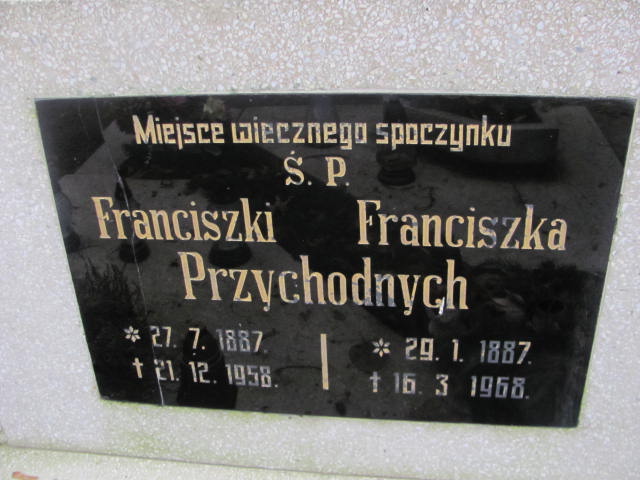 Miejsce wiecznego spoczynku
Ś. P.
Franciszki Franciszka
Przychodnych
* 27. 7. 1887. * 29. 1. 1887.
† 21. 12. 1958. † 16. 3 1968.